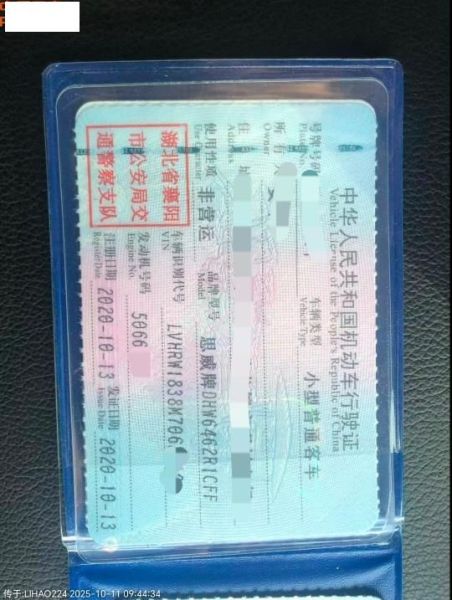 中华人民共和国机动车行驶证
Vehicle License of the People's Republic of China
号牌号码
Plate No.
车辆类型
Vehicle Type
小型普通客车
所
Owner
住
址
Address
使用性质
Use Character
非营运
品牌型号
Model
思威牌DHW6462R1CFF
湖北省襄阳
市公安局交
通警察支队
车辆识别代号
VIN
LVHRW1838M706
发动机号码
Engine No.
5066
注册日期
Register Date
2020-10-13
发证日期
Issue Date
2020-10-13
传于:LIHAO224 2025-10-11 09:44:34